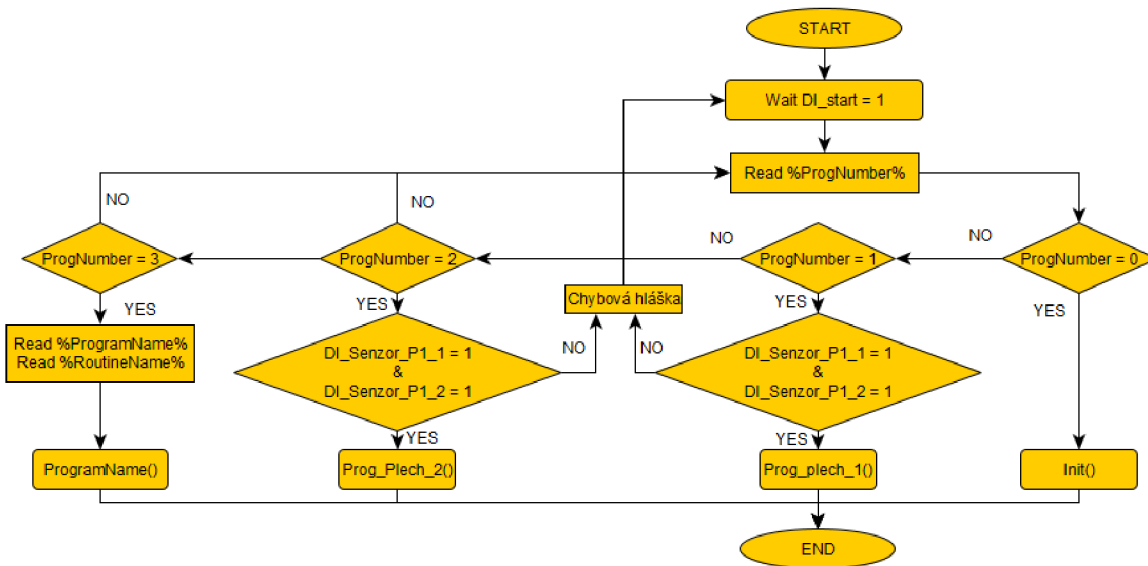 START
Wait DI_start = 1
Read %ProgNumber%
NO
NO
NO
NO
ProgNumber = 3
ProgNumber = 2
ProgNumber = 1
ProgNumber = 0
YES
YES
YES
YES
Chybová hláška
Read %ProgramName%
Read %RoutineName%
DI_Senzor_P1_1 = 1
&
DI_Senzor_P1_2 = 1
NO
NO
DI_Senzor_P1_1 = 1
&
DI_Senzor_P1_2 = 1
YES
YES
ProgramName()
Prog_Plech_2()
Prog_plech_1()
Init()
END